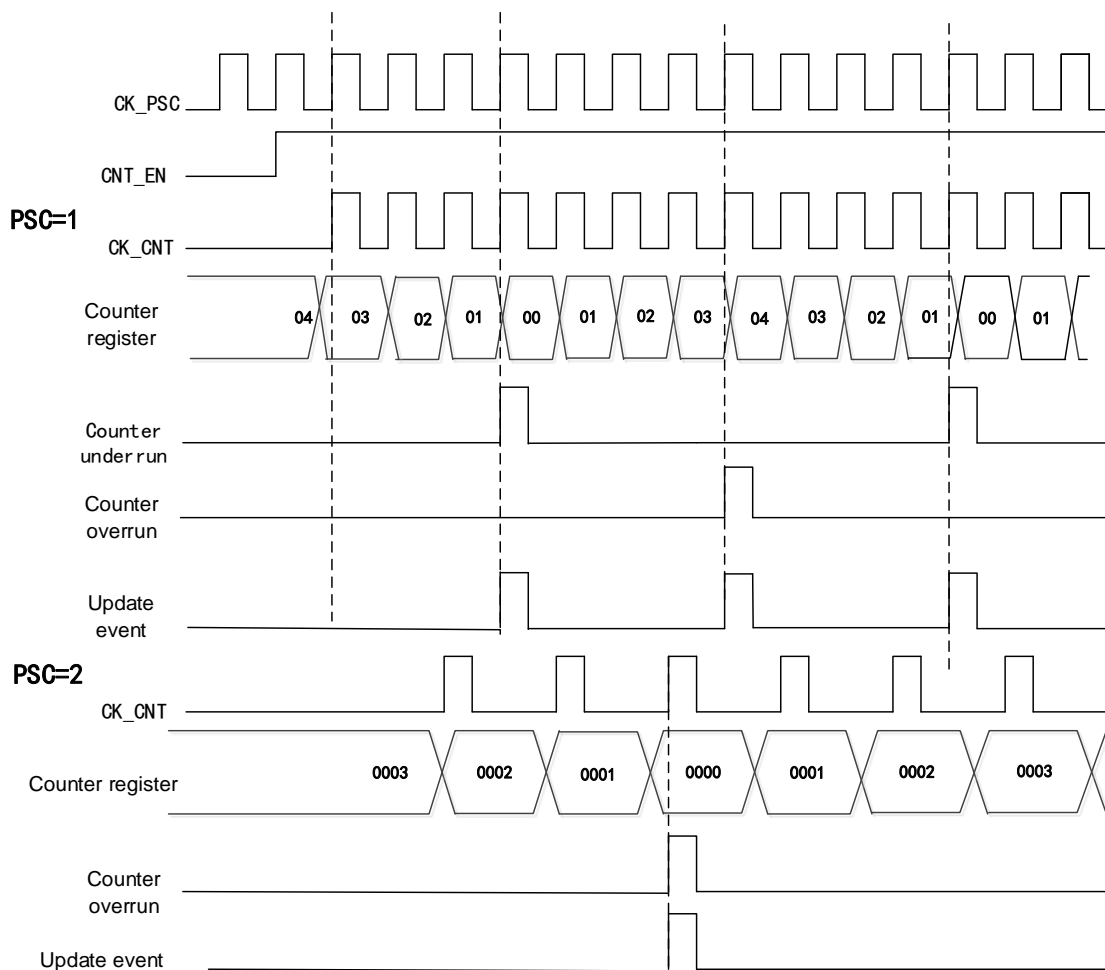 CK_PSC
CNT_EN
PSC=1
CK_CNT
Counter
register
04 03 02 01 00 01 02 03 04 03 02 01 00 01
Counter
underrun
Counter
overrun
Update
event
PSC=2
CK_CNT
Counter register
0003 0002 0001 0000 0001 0002 0003
Counter
overrun
Update event